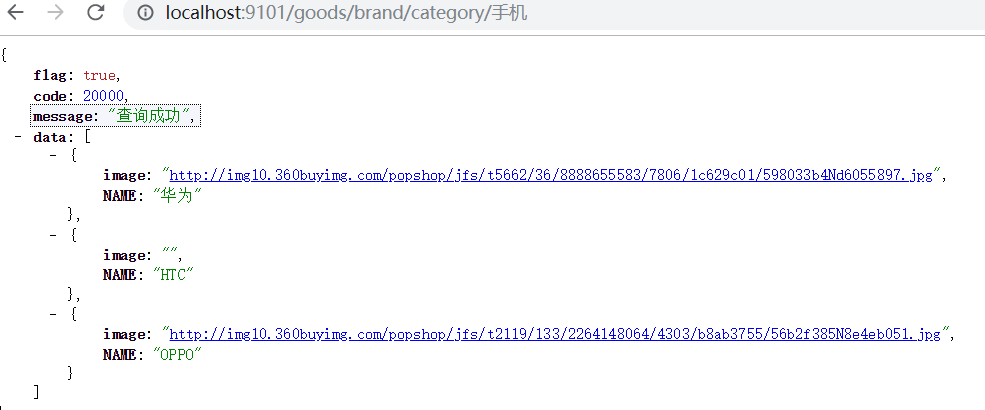 localhost:9101/goods/brand/category/手机
{
flag: true,
code: 20000,
message: "查询成功",
- data: [
- {
image: "http://img10.360buyimg.com/popshop/jfs/t5662/36/8888655583/7806/1c629c01/598033b4Nd6055897.jpg",
NAME: "华为"
},
- {
image: "",
NAME: "HTC"
},
- {
image: "http://img10.360buyimg.com/popshop/jfs/t2119/133/2264148064/4303/b8ab3755/56b2f385N8e4eb051.jpg",
NAME: "OPPO"
}
]